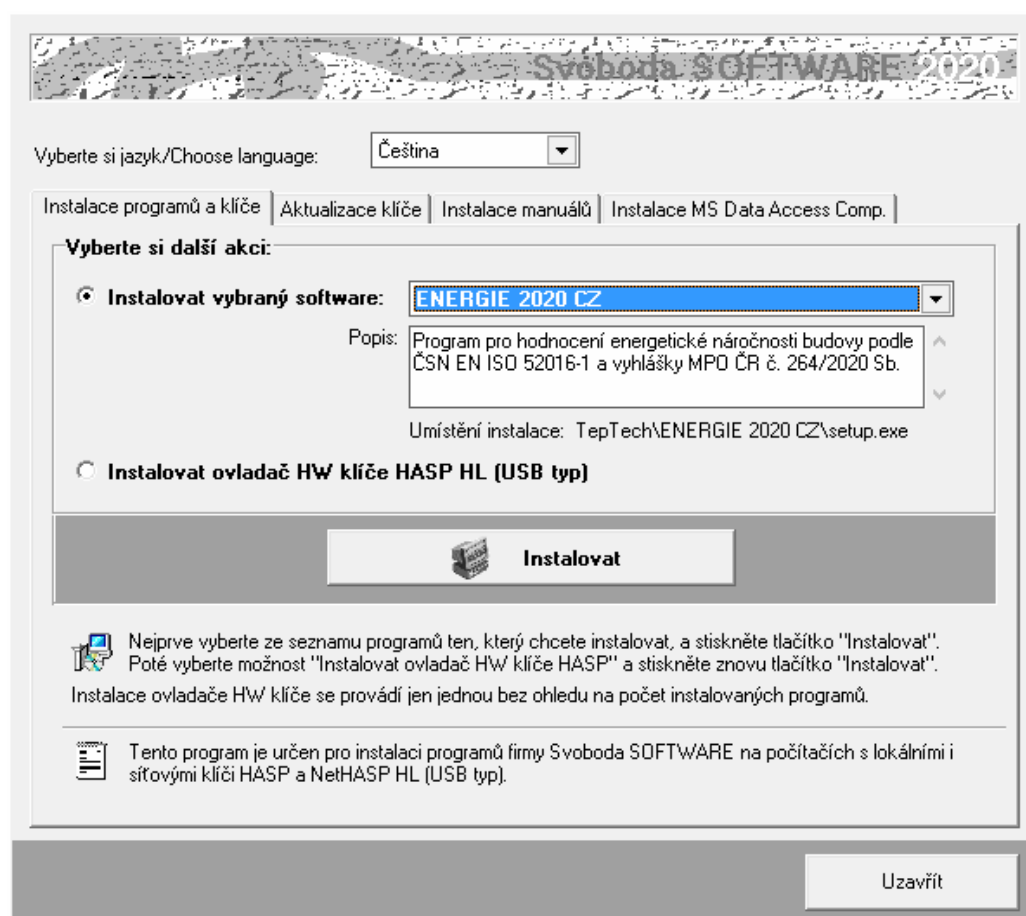 Svoboda SOFTWARE 2020
Vyberte si jazyk/Choose language:
Čeština
Instalace programů a klíče
Aktualizace klíče
Instalace manuálů
Instalace MS Data Access Comp.
Vyberte si další akci:
Instalovat vybraný software:
ENERGIE 2020 CZ
Popis:
Program pro hodnocení energetické náročnosti budovy podle
ČSN EN ISO 52016-1 a vyhlášky MPO ČR č. 264/2020 Sb.
Umístění instalace: TepTech\ENERGIE 2020 CZ\setup.exe
Instalovat ovladač HW klíče HASP HL (USB typ)
Instalovat
Nejprve vyberte ze seznamu programů ten, který chcete instalovat, a stiskněte tlačítko "Instalovat".
Poté vyberte možnost "Instalovat ovladač HW klíče HASP" a stiskněte znovu tlačítko "Instalovat".
Instalace ovladače HW klíče se provádí jen jednou bez ohledu na počet instalovaných programů.
Tento program je určen pro instalaci programů firmy Svoboda SOFTWARE na počítačích s lokálními i
síťovými klíči HASP a NetHASP HL (USB typ).
Uzavřít